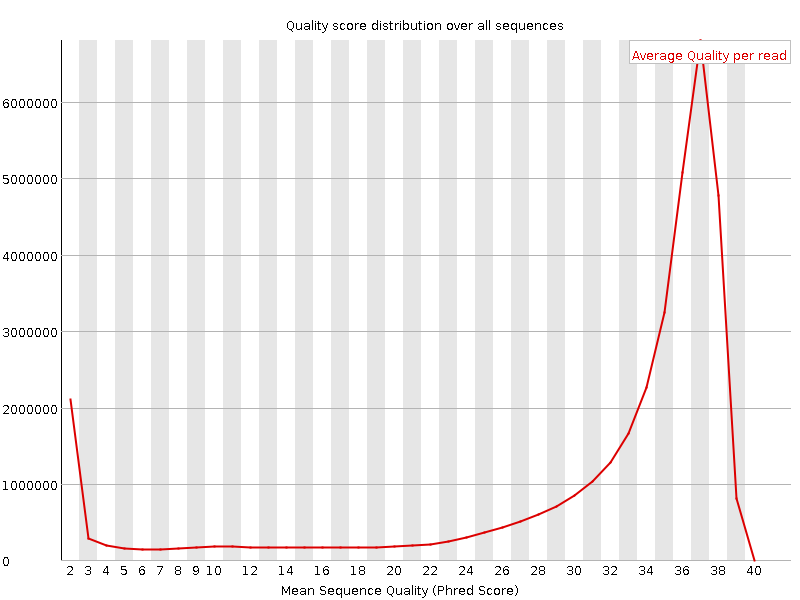 Quality score distribution over all sequences
Average Quality per read
6000000
5000000
4000000
3000000
2000000
1000000
0
2 3 4 5 6 7 8 9 10 12 14 16 18 20 22 24 26 28 30 32 34 36 38 40
Mean Sequence Quality (Phred Score)